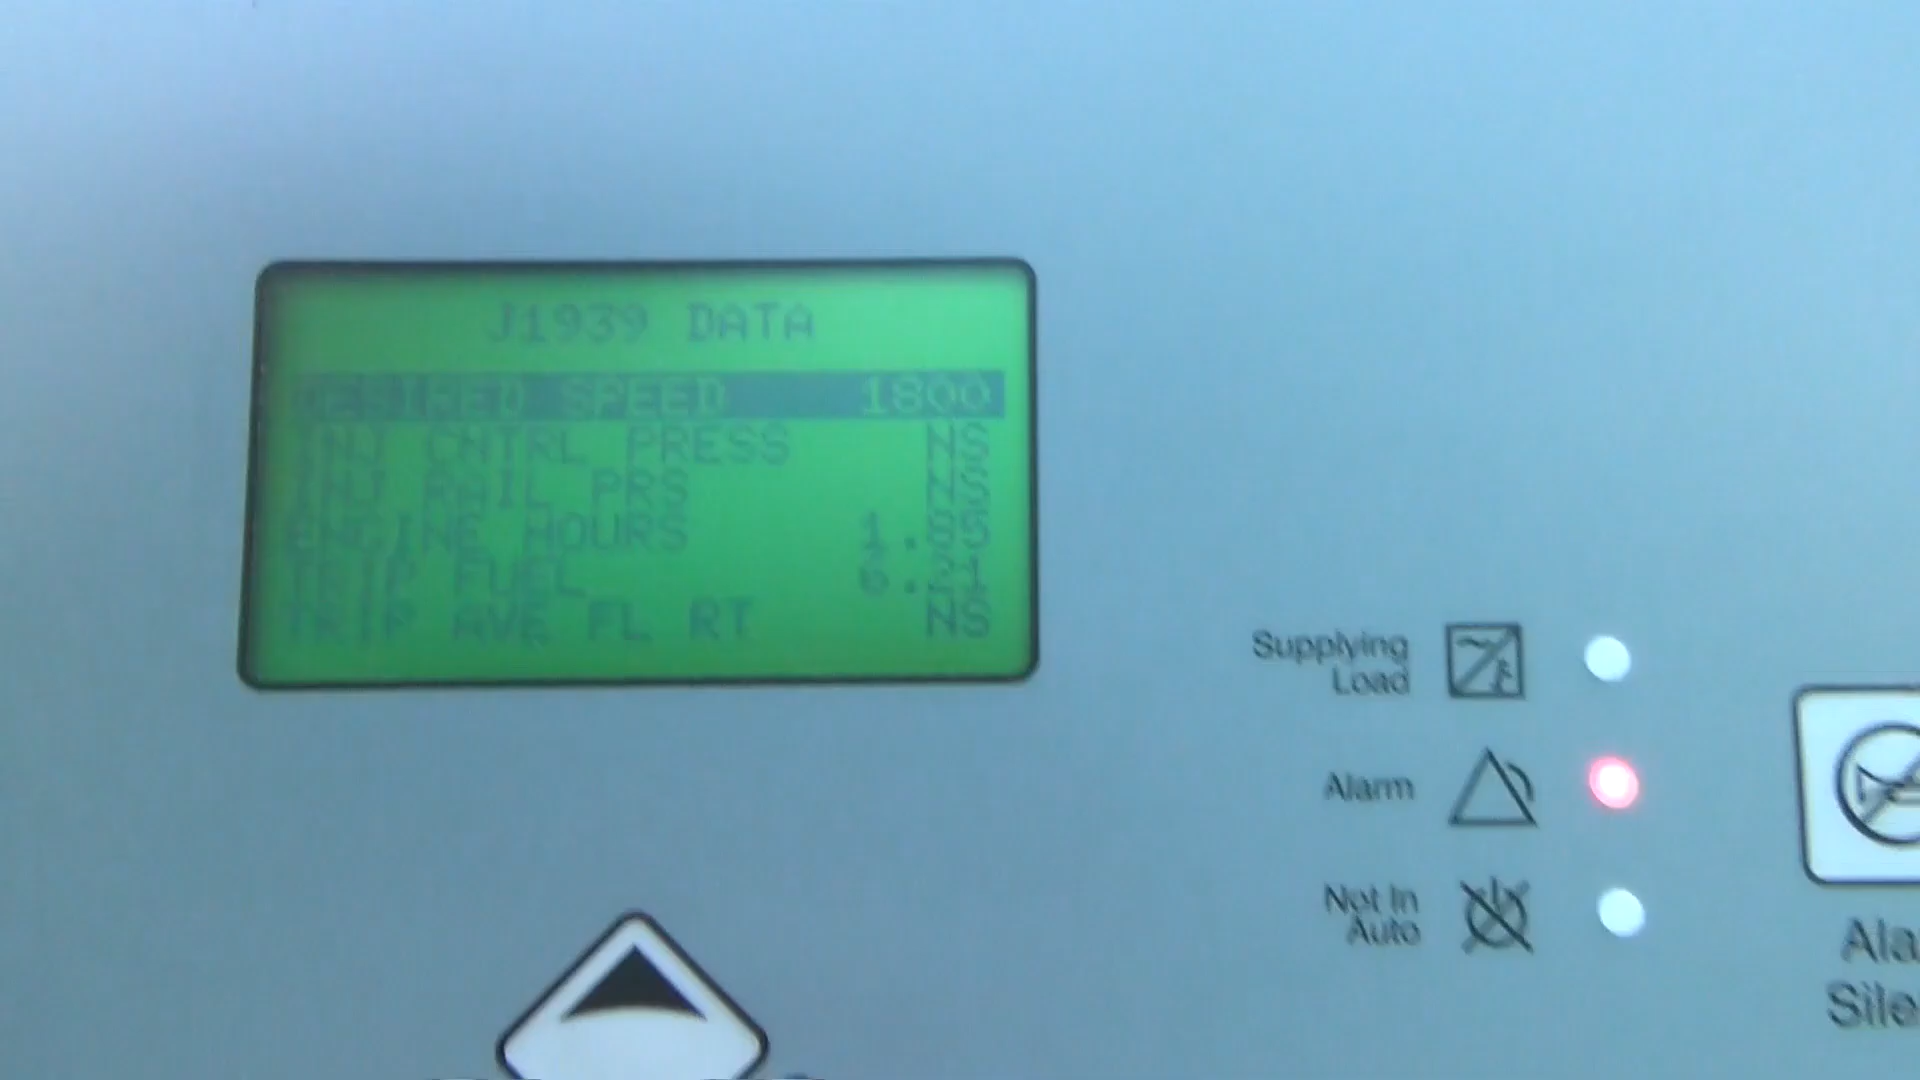 J1939 DATA
DESIRED SPEED 1800
INJ CNTRL PRESS NS
INJ RAIL PRS NS
ENGINE HOURS 1.85
TRIP FUEL
TRIP AVE FL RT NS
Supplying
Load
Alarm
Not In
Auto